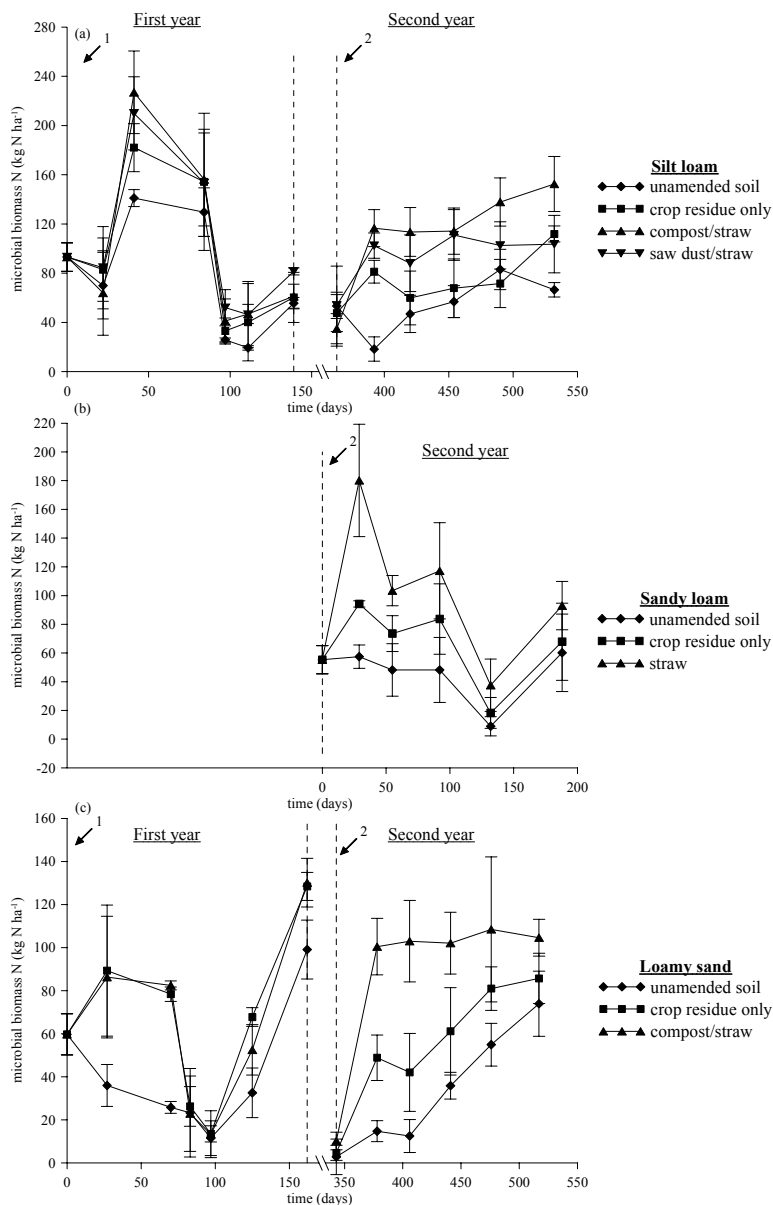 (a)
1
First year
2
Second year
microbial biomass N (kg N ha⁻¹)
280
240
200
160
120
80
40
0
0 50 100 150 400 450 500 550
time (days)
Silt loam
unamended soil
crop residue only
compost/straw
saw dust/straw
(b)
2
Second year
microbial biomass N (kg N ha⁻¹)
220
200
180
160
140
120
100
80
60
40
20
0
-20
0 50 100 150 200
time (days)
Sandy loam
unamended soil
crop residue only
straw
(c)
1
First year
2
Second year
microbial biomass N (kg N ha⁻¹)
160
140
120
100
80
60
40
20
0
0 50 100 150 350 400 450 500 550
time (days)
Loamy sand
unamended soil
crop residue only
compost/straw